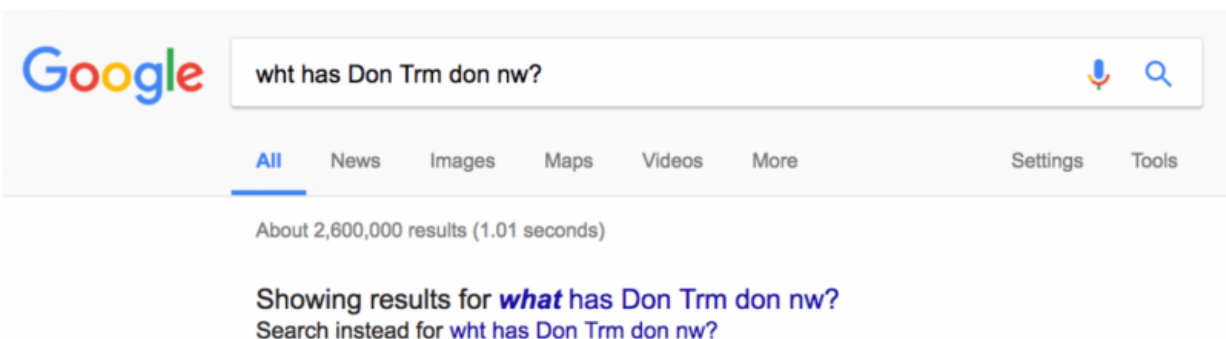 Google wht has Don Trm don nw?
All News Images Maps Videos More Settings Tools
About 2,600,000 results (1.01 seconds)
Showing results for what has Don Trm don nw?
Search instead for wht has Don Trm don nw?